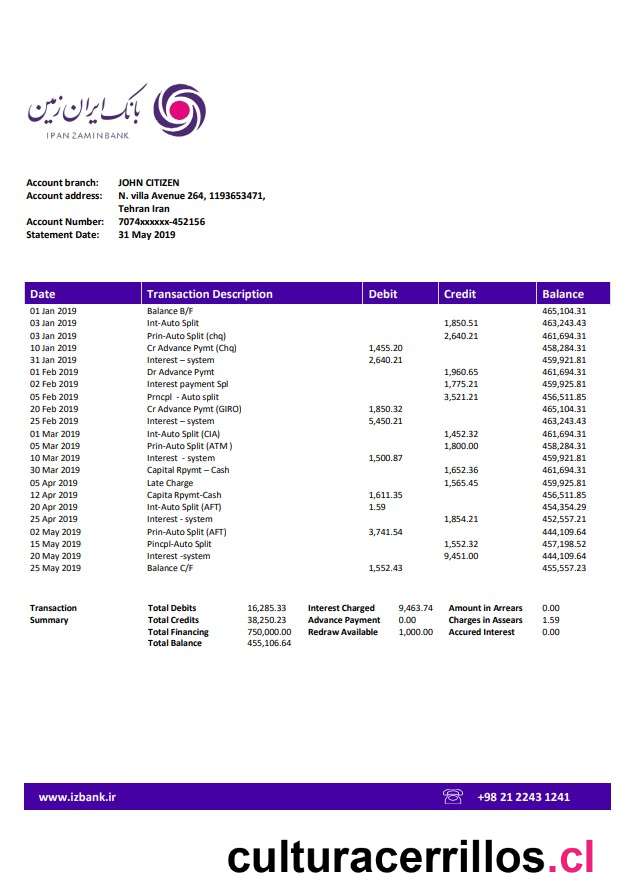 بانک ایران زمین
IPAN ZAMIN BANK
Account branch: JOHN CITIZEN
Account address: N. villa Avenue 264, 1193653471,
Tehran Iran
Account Number: 7074xxxxxx-452156
Statement Date: 31 May 2019
Date Transaction Description Debit Credit Balance
01 Jan 2019 Balance B/F 465,104.31
03 Jan 2019 Int-Auto Split 1,850.51 463,243.43
03 Jan 2019 Prin-Auto Split (chq) 2,640.21 461,694.31
10 Jan 2019 Cr Advance Pymt (Chq) 1,455.20 458,284.31
31 Jan 2019 Interest – system 2,640.21 459,921.81
01 Feb 2019 Dr Advance Pymt 1,960.65 461,694.31
02 Feb 2019 Interest payment Spl 1,775.21 459,925.81
05 Feb 2019 Prncpl - Auto split 3,521.21 456,511.85
20 Feb 2019 Cr Advance Pymt (GIRO) 1,850.32 465,104.31
25 Feb 2019 Interest – system 5,450.21 463,243.43
01 Mar 2019 Int-Auto Split (CIA) 1,452.32 461,694.31
05 Mar 2019 Prin-Auto Split (ATM ) 1,800.00 458,284.31
10 Mar 2019 Interest - system 1,500.87 459,921.81
30 Mar 2019 Capital Rpymt – Cash 1,652.36 461,694.31
05 Apr 2019 Late Charge 1,565.45 459,925.81
12 Apr 2019 Capita Rpymt-Cash 1,611.35 456,511.85
20 Apr 2019 Int-Auto Split (AFT) 1.59 454,354.29
25 Apr 2019 Interest - system 1,854.21 452,557.21
02 May 2019 Prin-Auto Split (AFT) 3,741.54 444,109.64
15 May 2019 Pincpl-Auto Split 1,552.32 457,198.52
20 May 2019 Interest -system 9,451.00 444,109.64
25 May 2019 Balance C/F 1,552.43 455,557.23
Transaction Total Debits 16,285.33 Interest Charged 9,463.74 Amount in Arrears 0.00
Summary Total Credits 38,250.23 Advance Payment 0.00 Charges in Assears 1.59
Total Financing 750,000.00 Redraw Available 1,000.00 Accured Interest 0.00
Total Balance 455,106.64
www.izbank.ir +98 21 2243 1241
culturacerrillos.cl